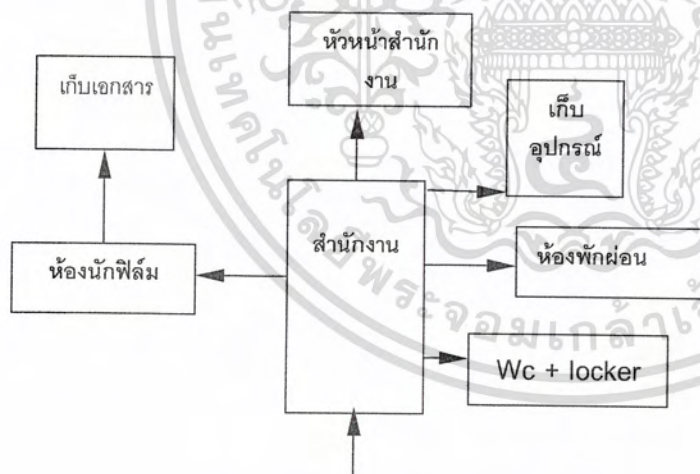 หัวหน้าสำนัก
งาน
เก็บเอกสาร
เก็บ
อุปกรณ์
สำนักงาน
ห้องนักฟิล์ม
ห้องพักผ่อน
Wc + locker